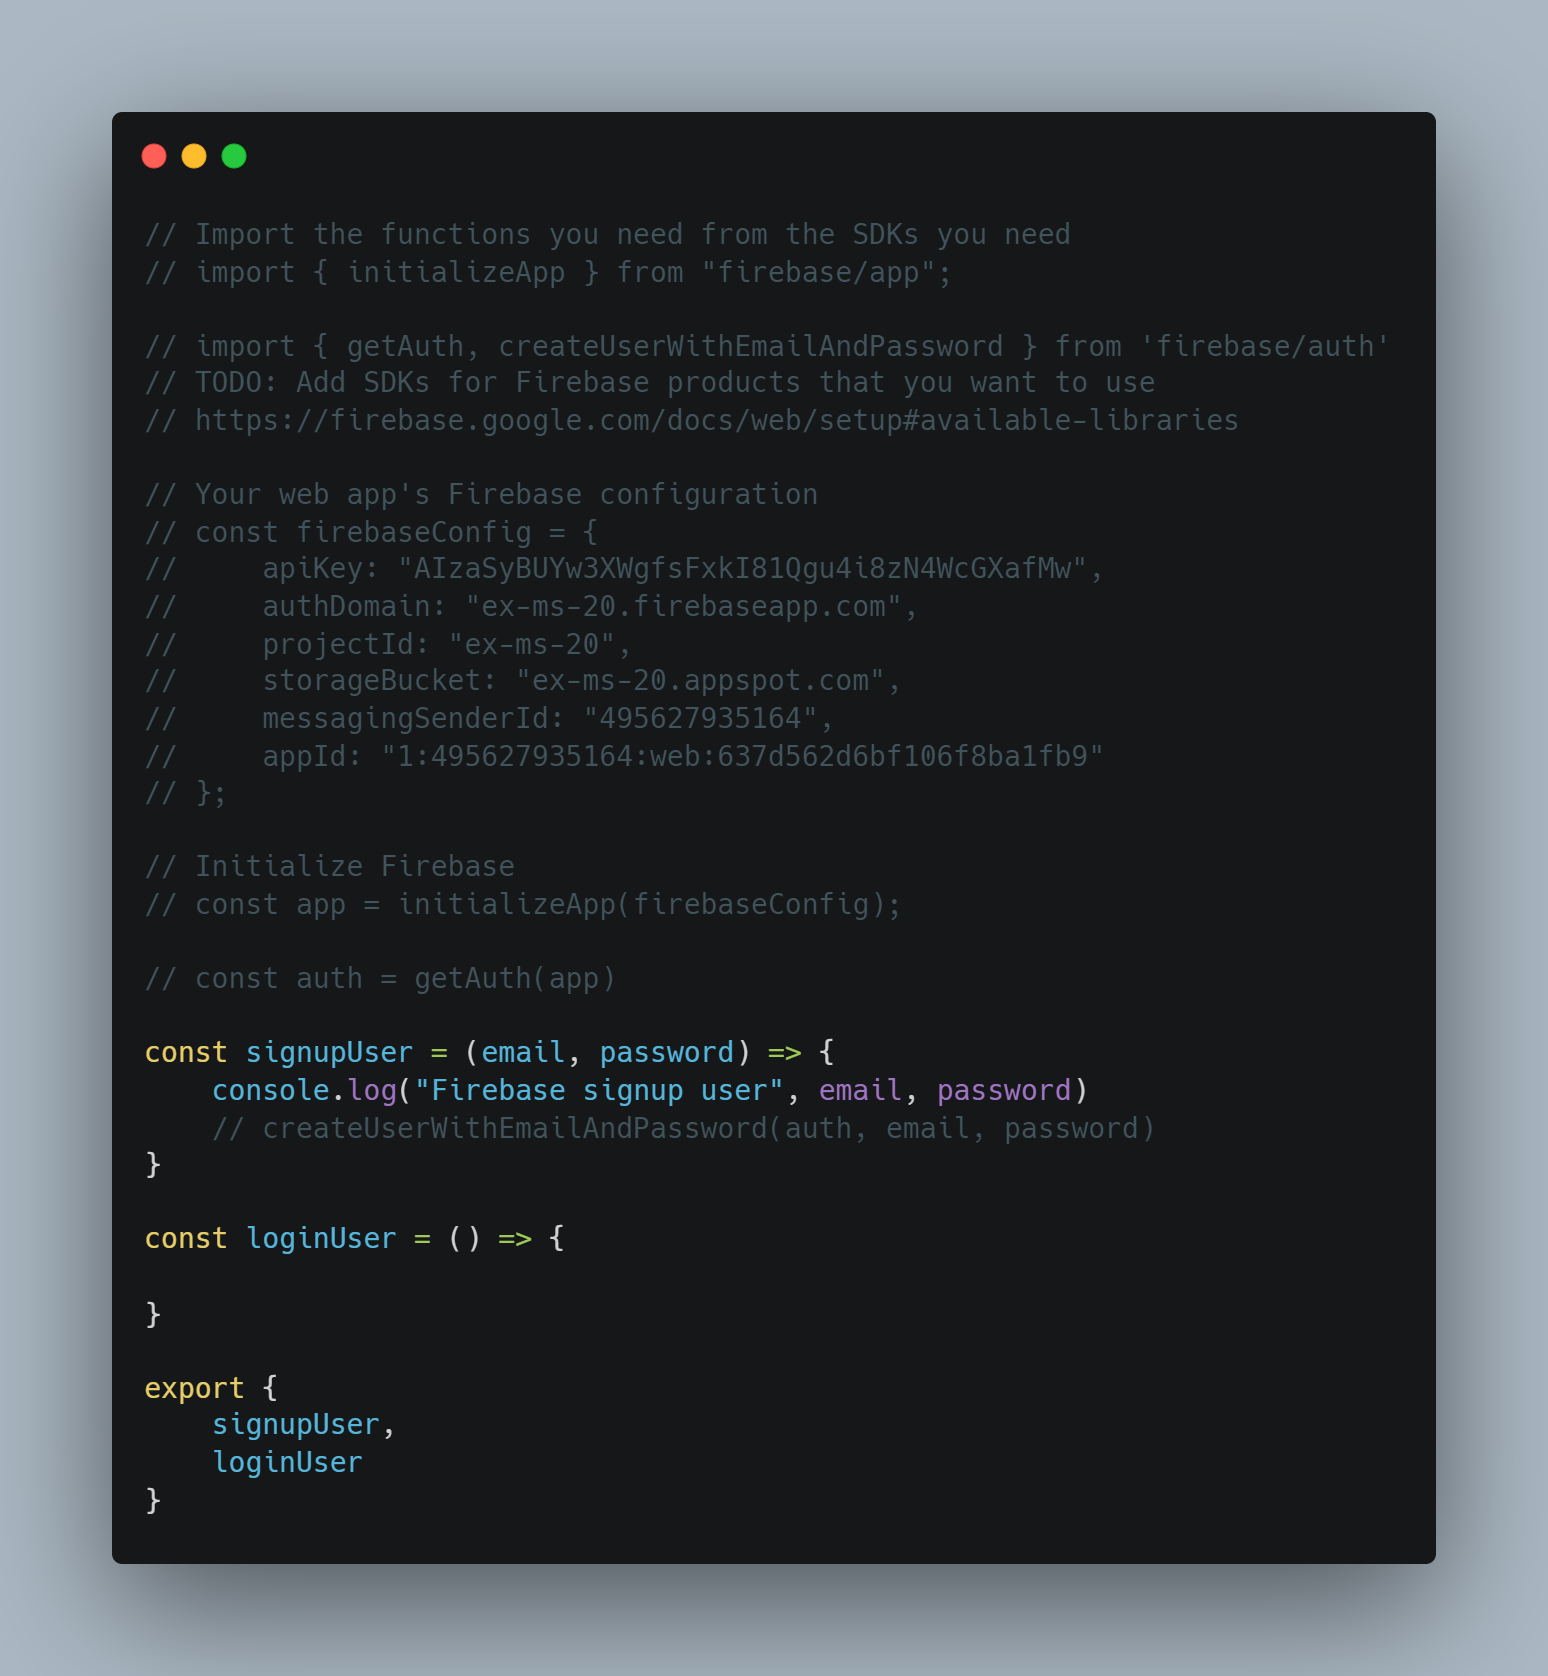 // Import the functions you need from the SDKs you need
// import { initializeApp } from "firebase/app";
// import { getAuth, createUserWithEmailAndPassword } from 'firebase/auth'
// TODO: Add SDKs for Firebase products that you want to use
// https://firebase.google.com/docs/web/setup#available-libraries
// Your web app's Firebase configuration
// const firebaseConfig = {
//     apiKey: "AIzaSyBUYw3XWgfsFxkI81Qgu4i8zN4WcGXafMw",
//     authDomain: "ex-ms-20.firebaseapp.com",
//     projectId: "ex-ms-20",
//     storageBucket: "ex-ms-20.appspot.com",
//     messagingSenderId: "495627935164",
//     appId: "1:495627935164:web:637d562d6bf106f8ba1fb9"
// };
// Initialize Firebase
// const app = initializeApp(firebaseConfig);
// const auth = getAuth(app)
const signupUser = (email, password) => {
    console.log("Firebase signup user", email, password)
    // createUserWithEmailAndPassword(auth, email, password)
}
const loginUser = () => {
}
export {
    signupUser,
    loginUser
}